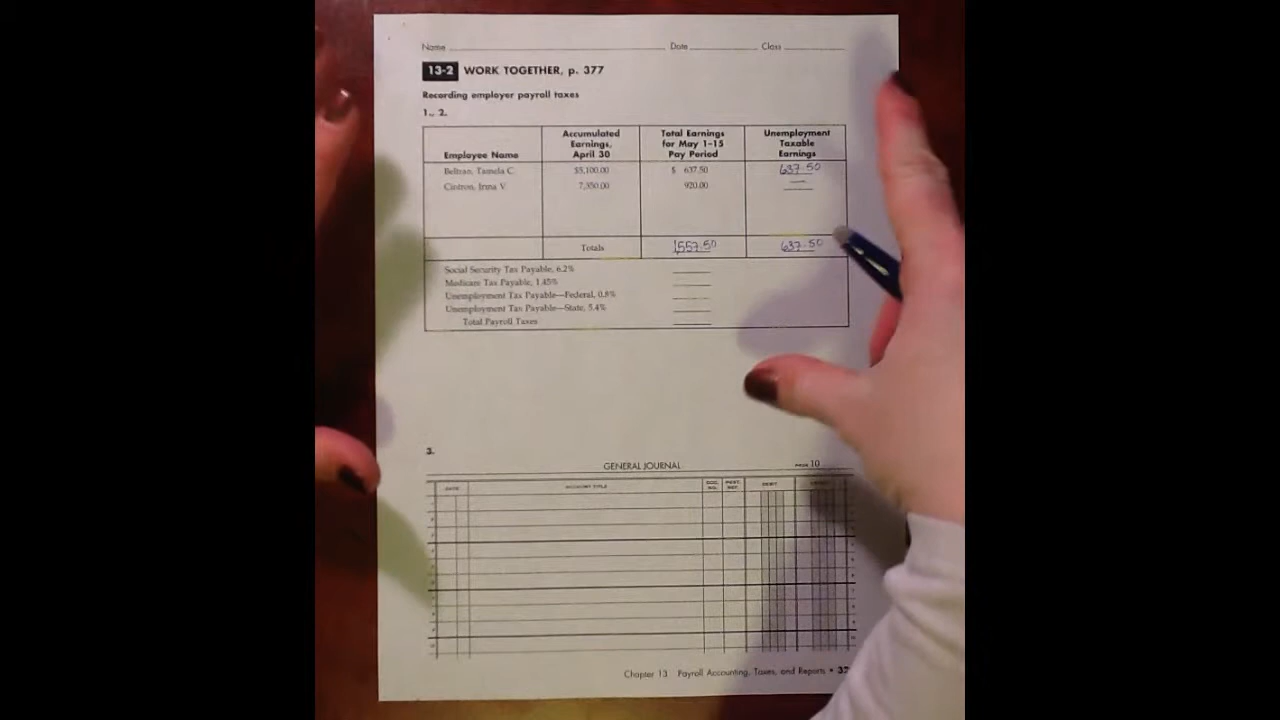 Name Date Class
13-2 WORK TOGETHER, p. 377
Recording employer payroll taxes
1., 2.
Employee Name Accumulated Earnings, April 30 Total Earnings for May 1–15 Pay Period Unemployment Taxable Earnings
Beltran, Tamela C. $5,100.00 $ 637.50 637.50
Cintron, Irma V. 7,350.00 920.00 —
Totals 1557.50 637.50
Social Security Tax Payable, 6.2%
Medicare Tax Payable, 1.45%
Unemployment Tax Payable—Federal, 0.8%
Unemployment Tax Payable—State, 5.4%
Total Payroll Taxes
3.
GENERAL JOURNAL PAGE 10
DATE ACCOUNT TITLE DOC. NO. POST. REF. DEBIT
Chapter 13 Payroll Accounting, Taxes, and Reports • 37